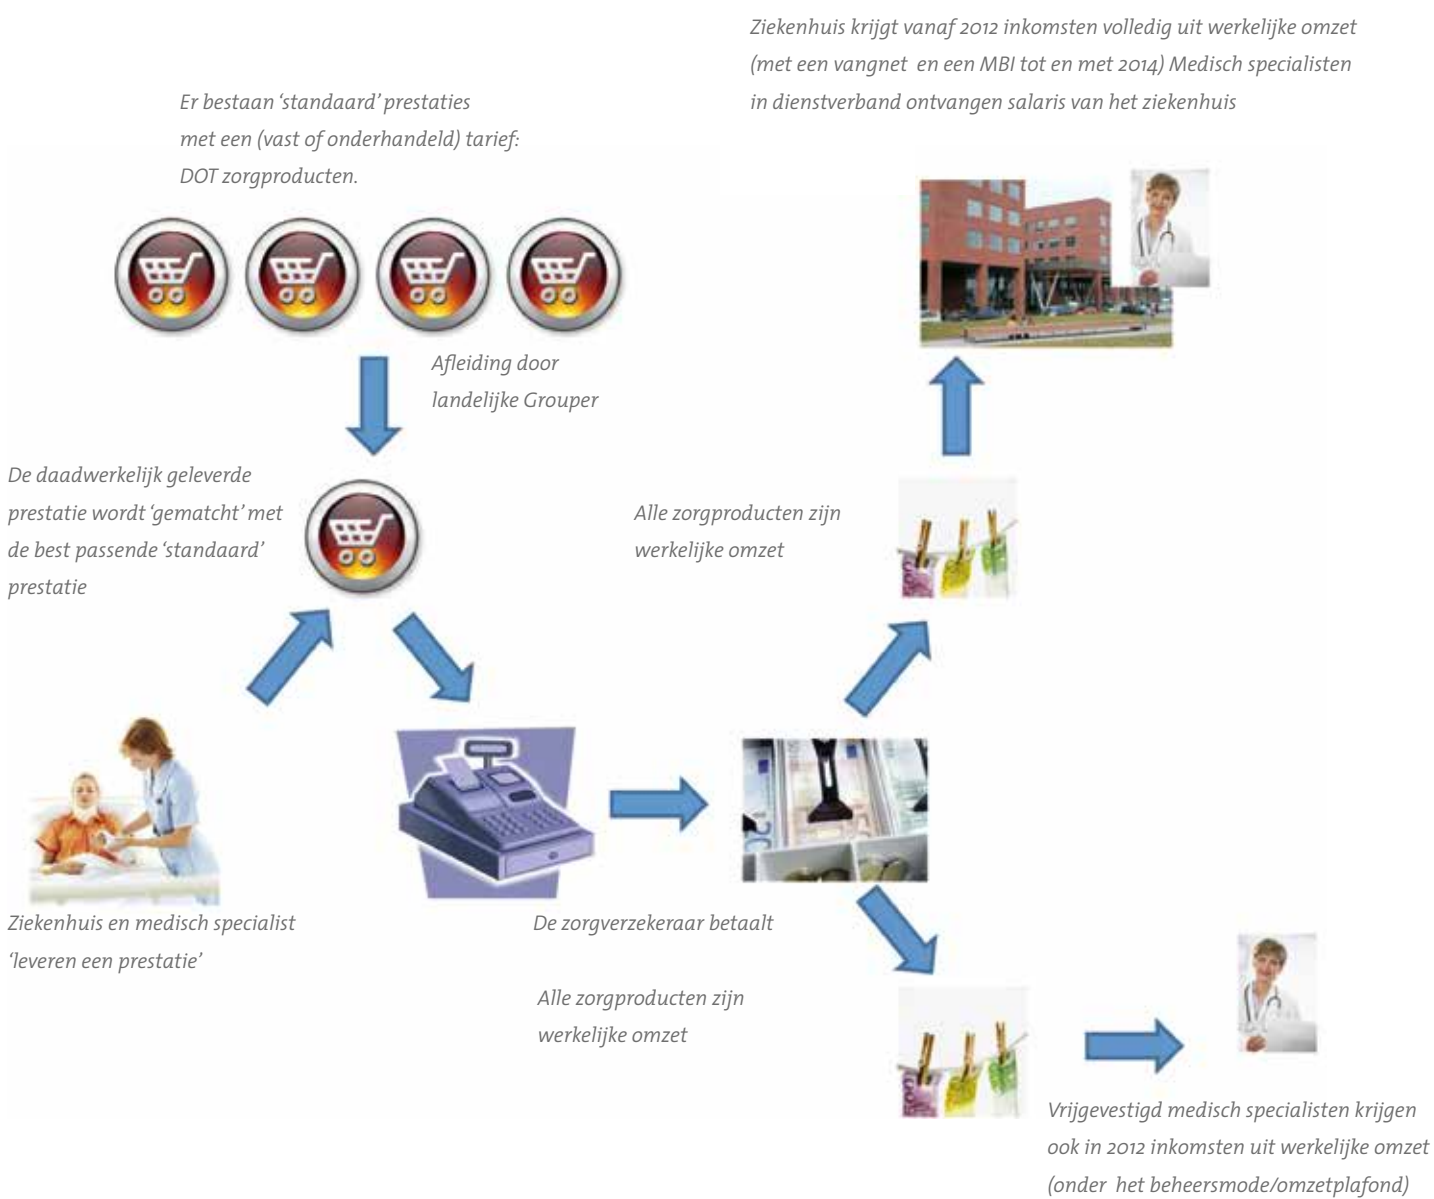 Ziekenhuis krijgt vanaf 2012 inkomsten volledig uit werkelijke omzet
(met een vangnet en een MBI tot en met 2014) Medisch specialisten
in dienstverband ontvangen salaris van het ziekenhuis
Er bestaan ‘standaard’ prestaties
met een (vast of onderhandeld) tarief:
DOT zorgproducten.
Afleiding door
landelijke Grouper
De daadwerkelijk geleverde
prestatie wordt ‘gematcht’ met
de best passende ‘standaard’
prestatie
Alle zorgproducten zijn
werkelijke omzet
Ziekenhuis en medisch specialist
‘leveren een prestatie’
De zorgverzekeraar betaalt
Alle zorgproducten zijn
werkelijke omzet
Vrijgevestigd medisch specialisten krijgen
ook in 2012 inkomsten uit werkelijke omzet
(onder het beheersmode/omzetplafond)